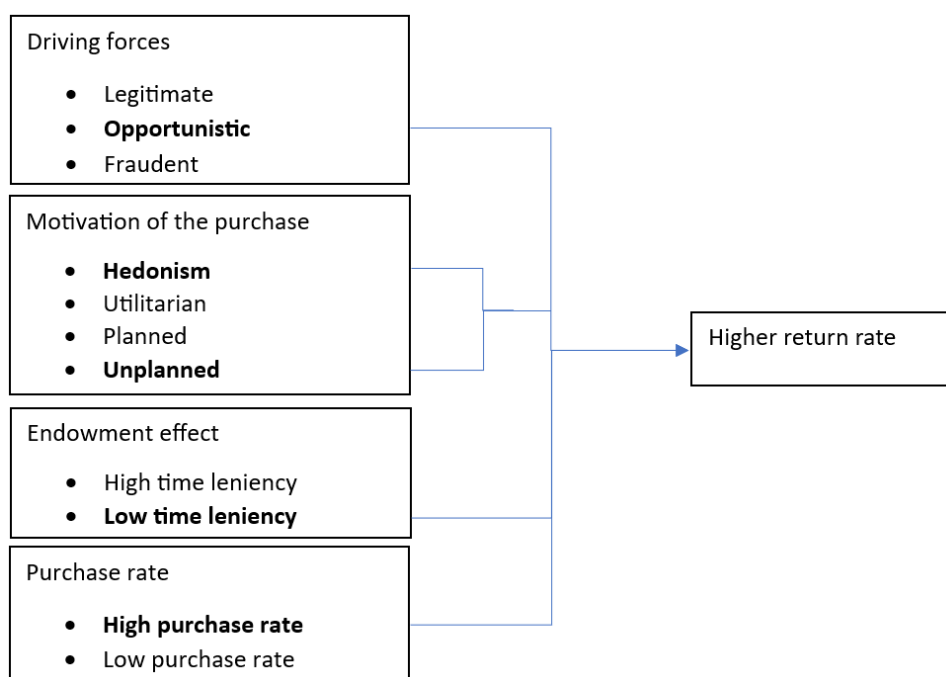 Driving forces
• Legitimate
• Opportunistic
• Fraudent
Motivation of the purchase
• Hedonism
• Utilitarian
• Planned
• Unplanned
Endowment effect
• High time leniency
• Low time leniency
Purchase rate
• High purchase rate
• Low purchase rate
Higher return rate